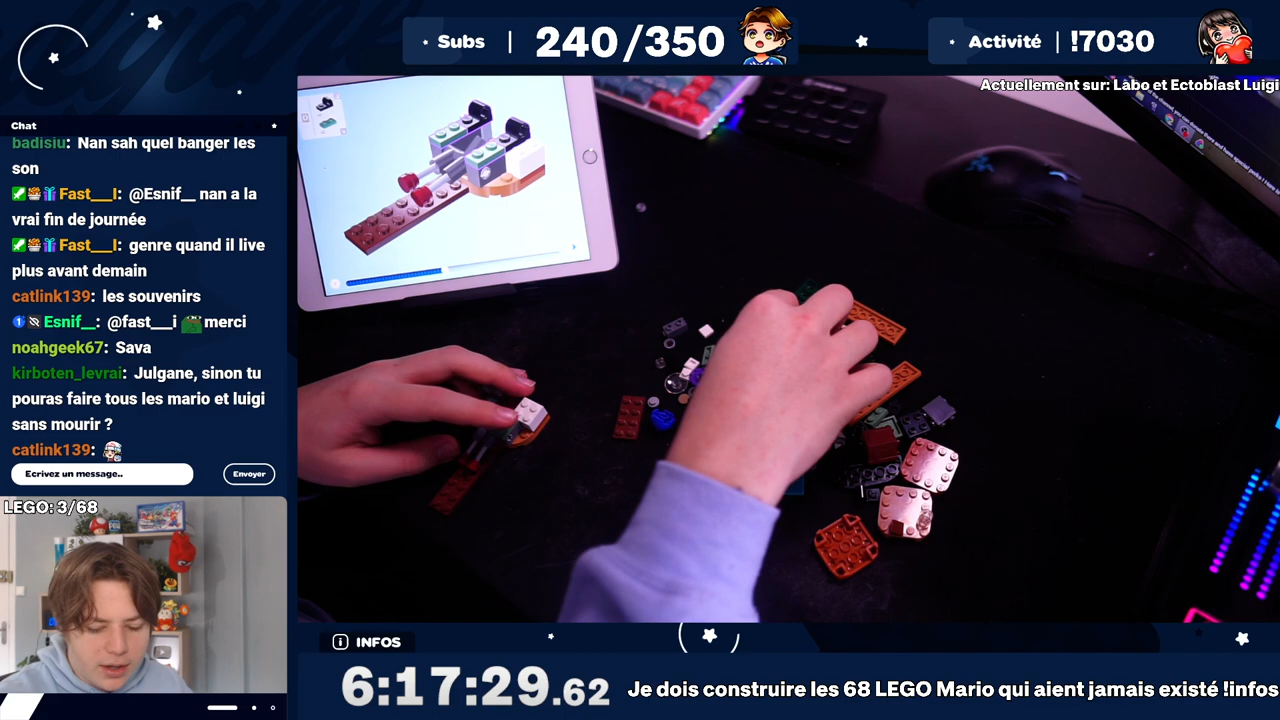 Subs | 240/350
Activité | !7030
Actuellement sur: Labo et Ectoblast Luigi
Chat
badisiu: Nan sah quel banger les
son
Fast___I: @Esnif__ nan a la
vrai fin de journée
Fast___I: genre quand il live
plus avant demain
catlink139: les souvenirs
Esnif__: @fast___i merci
noahgeek67: Sava
kirboten_levrai: Julgane, sinon tu
pouras faire tous les mario et luigi
sans mourir ?
catlink139:
Ecrivez un message..
Envoyer
LEGO: 3/68
INFOS
6:17:29.62
Je dois construire les 68 LEGO Mario qui aient jamais existé !infos